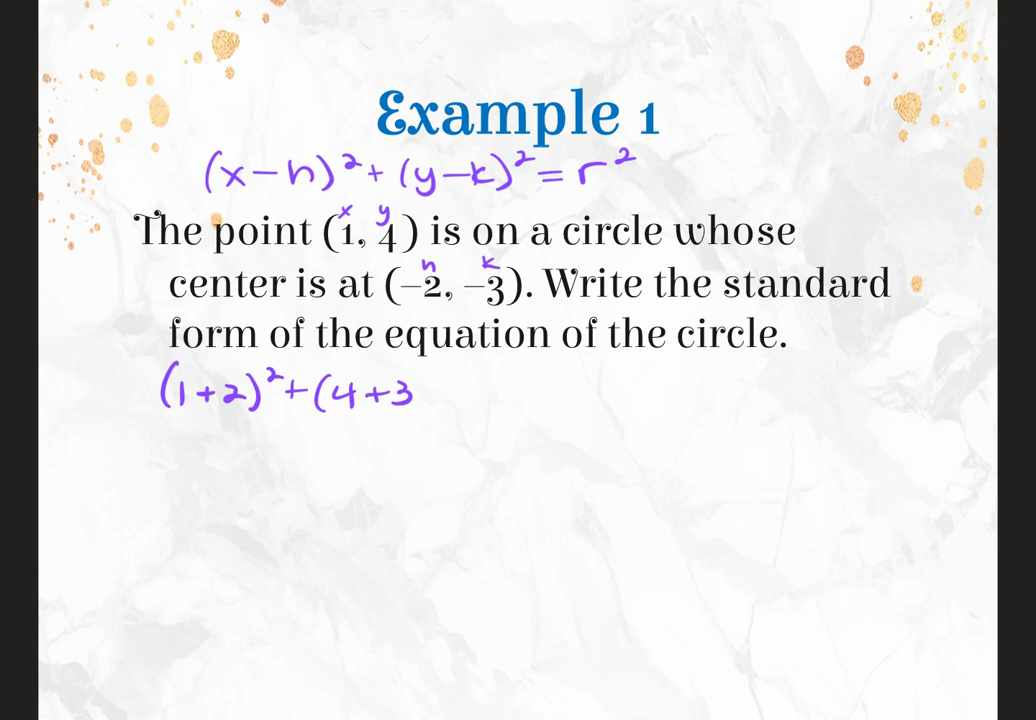 Example 1
(x-h)²+(y-k)²=r²
x y
The point (1, 4) is on a circle whose
h k
center is at (–2, –3). Write the standard
form of the equation of the circle.
(1+2)²+(4+3